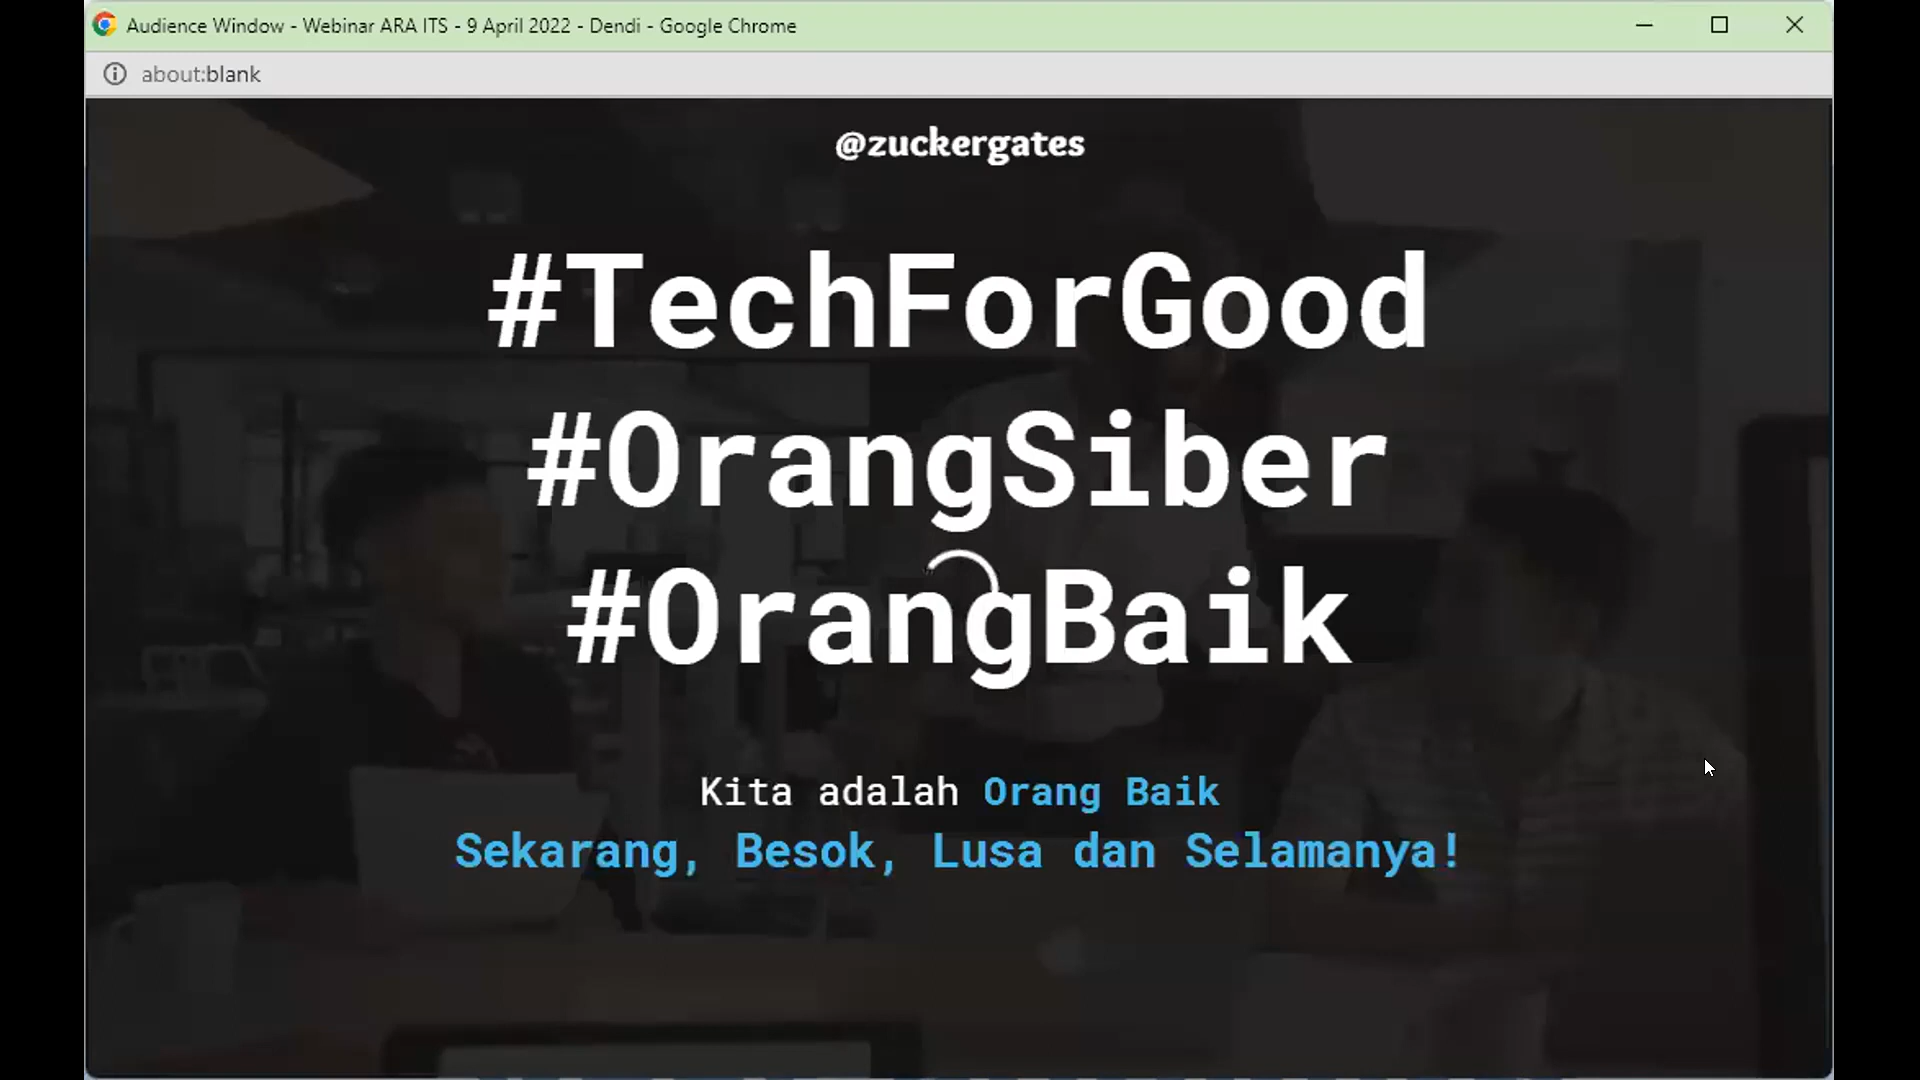 Audience Window - Webinar ARA ITS - 9 April 2022 - Dendi - Google Chrome
about:blank
@zuckergates
#TechForGood
#OrangSiber
#OrangBaik
Kita adalah Orang Baik
Sekarang, Besok, Lusa dan Selamanya!